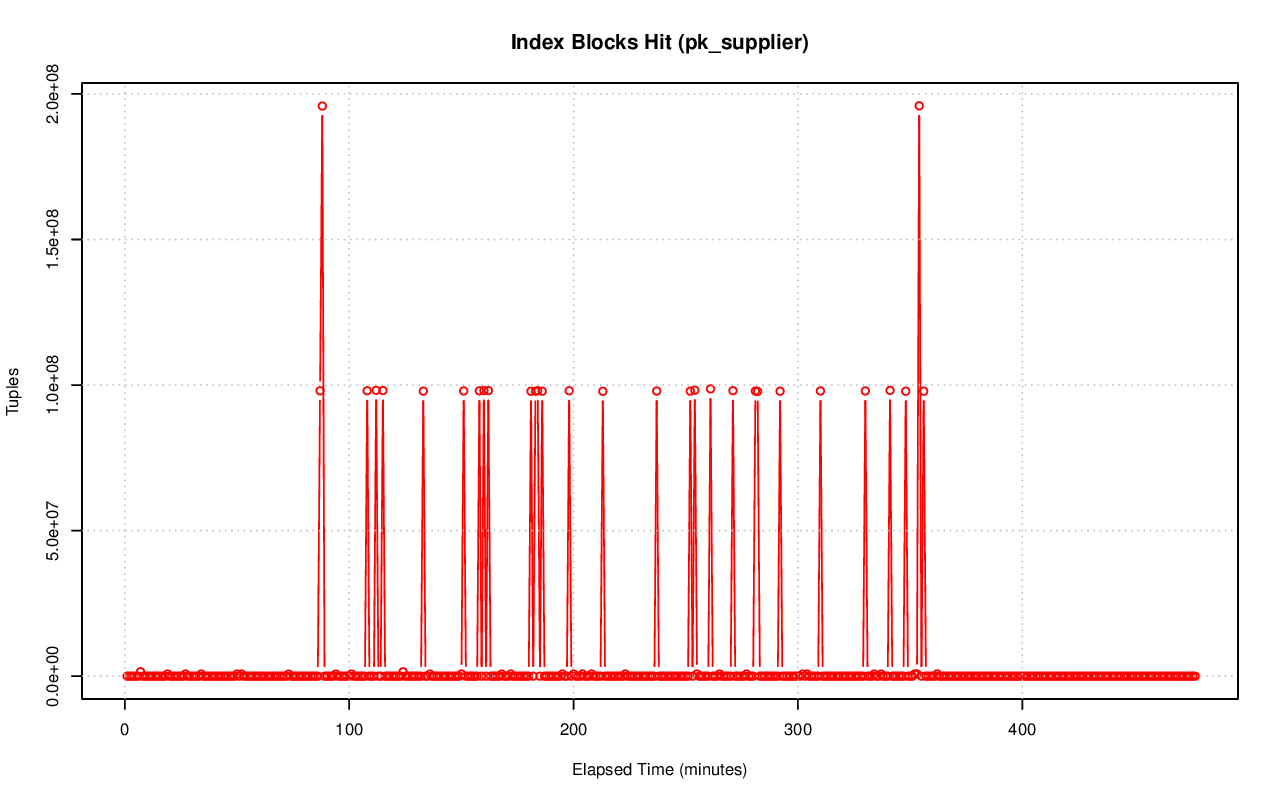 Index Blocks Hit (pk_supplier)
Tuples
2.0e+08
1.5e+08
1.0e+08
5.0e+07
0.0e+00
0 100 200 300 400
Elapsed Time (minutes)